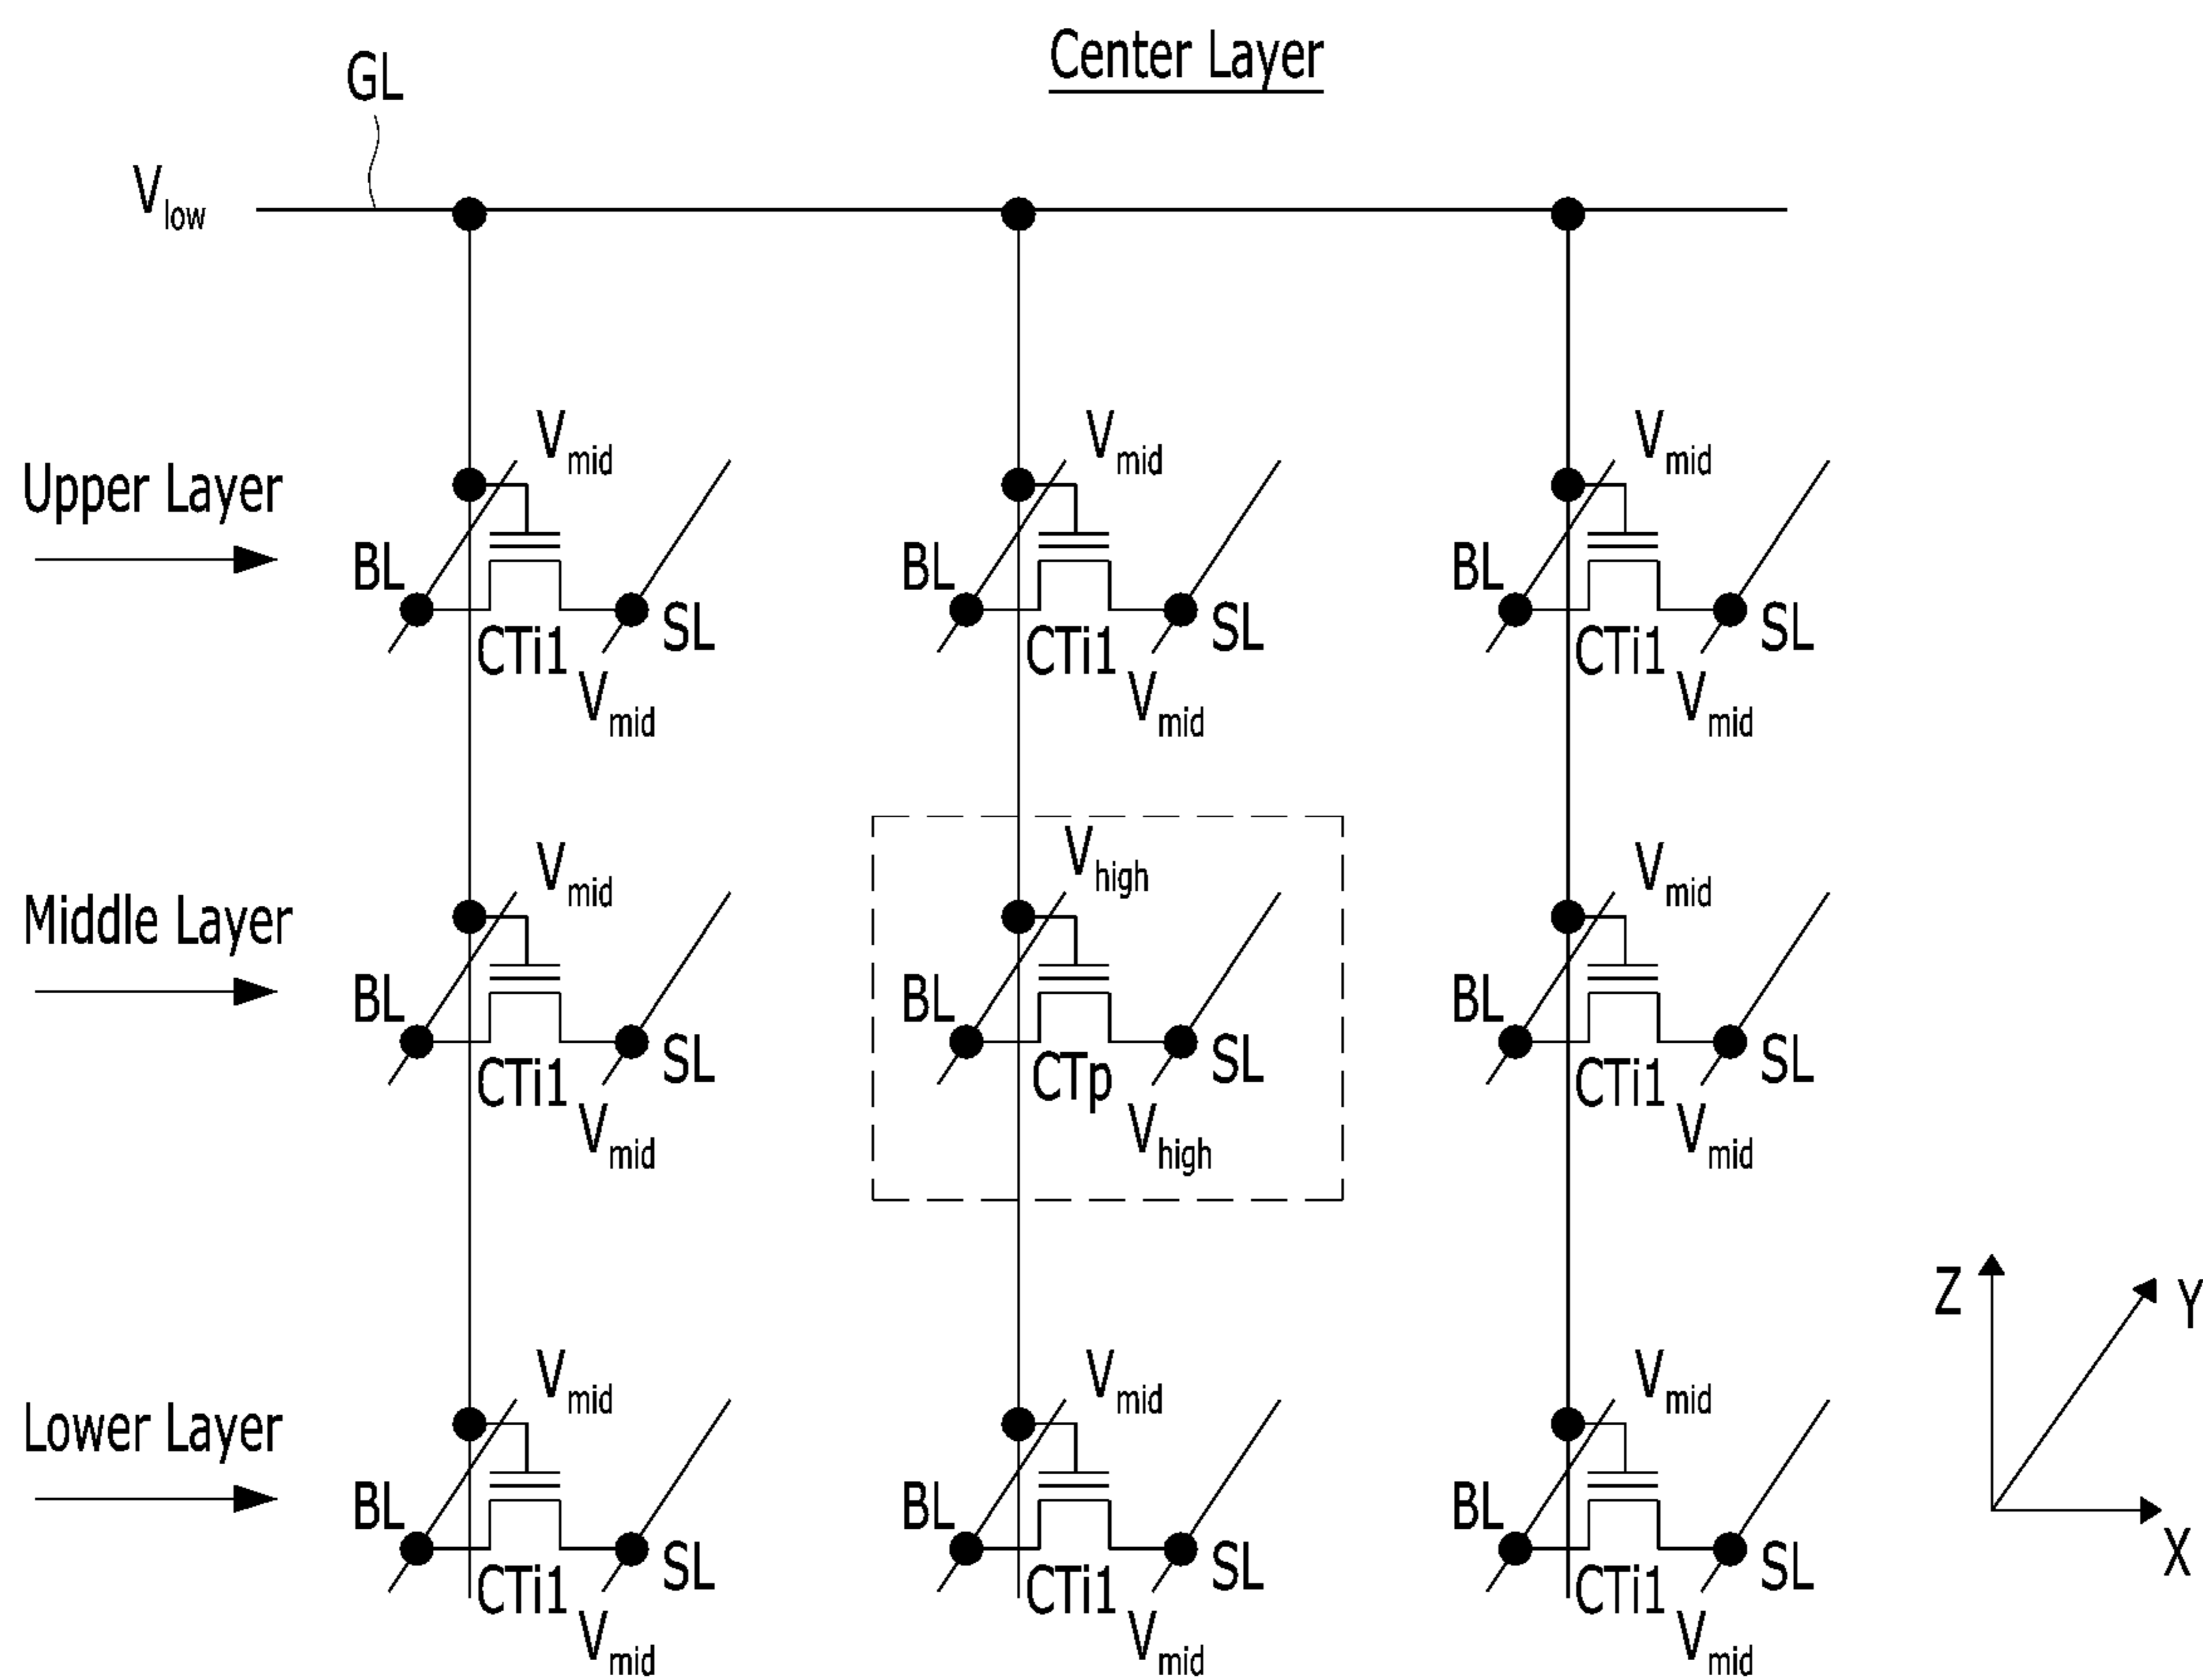 Center Layer
GL
Vlow
Vmid Vmid Vmid
Upper Layer
BL BL BL
CTi1 SL CTi1 SL CTi1 SL
Vmid Vmid Vmid
Vmid Vhigh Vmid
Middle Layer
BL BL BL
CTi1 SL CTp SL CTi1 SL
Vmid Vhigh Vmid
Z Y
Vmid Vmid Vmid
Lower Layer
BL BL BL
X
CTi1 SL CTi1 SL CTi1 SL
Vmid Vmid Vmid